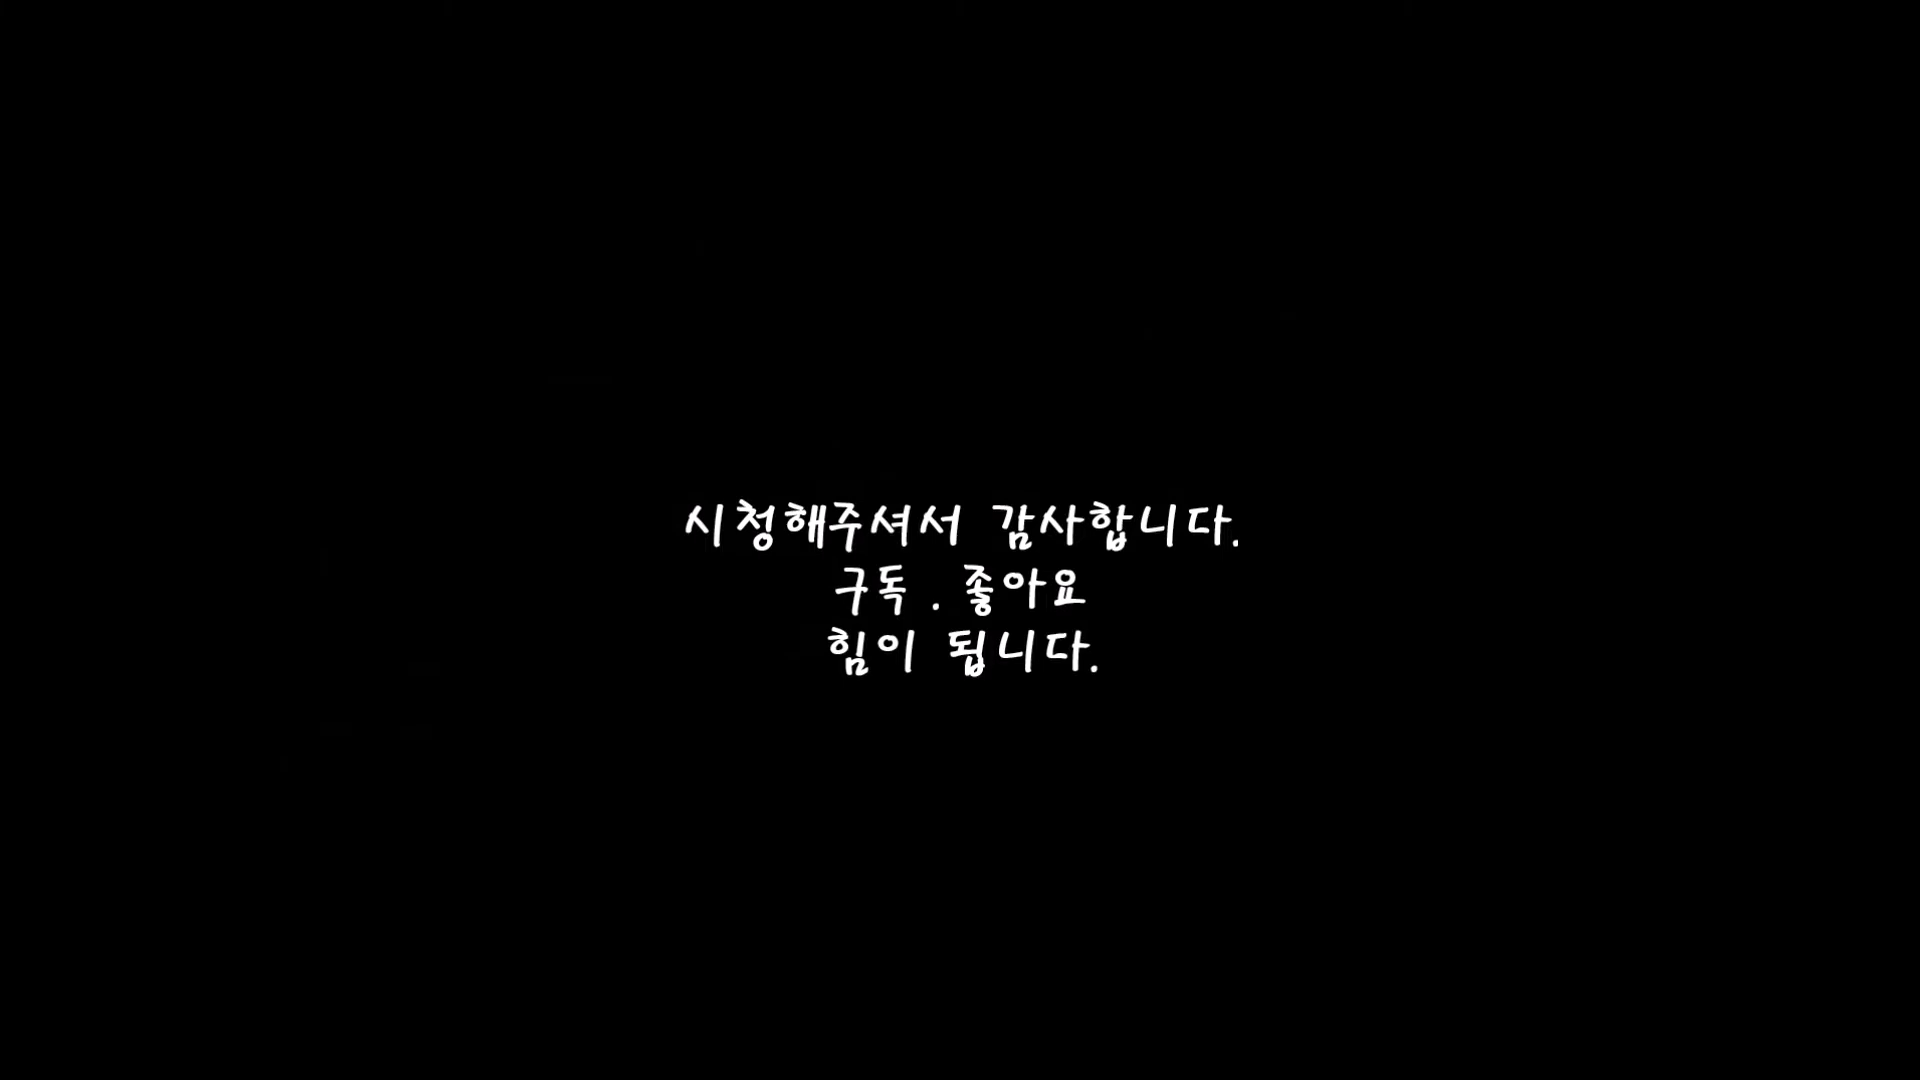 시청해주셔서 감사합니다.
구독 . 좋아요
힘이 됩니다.